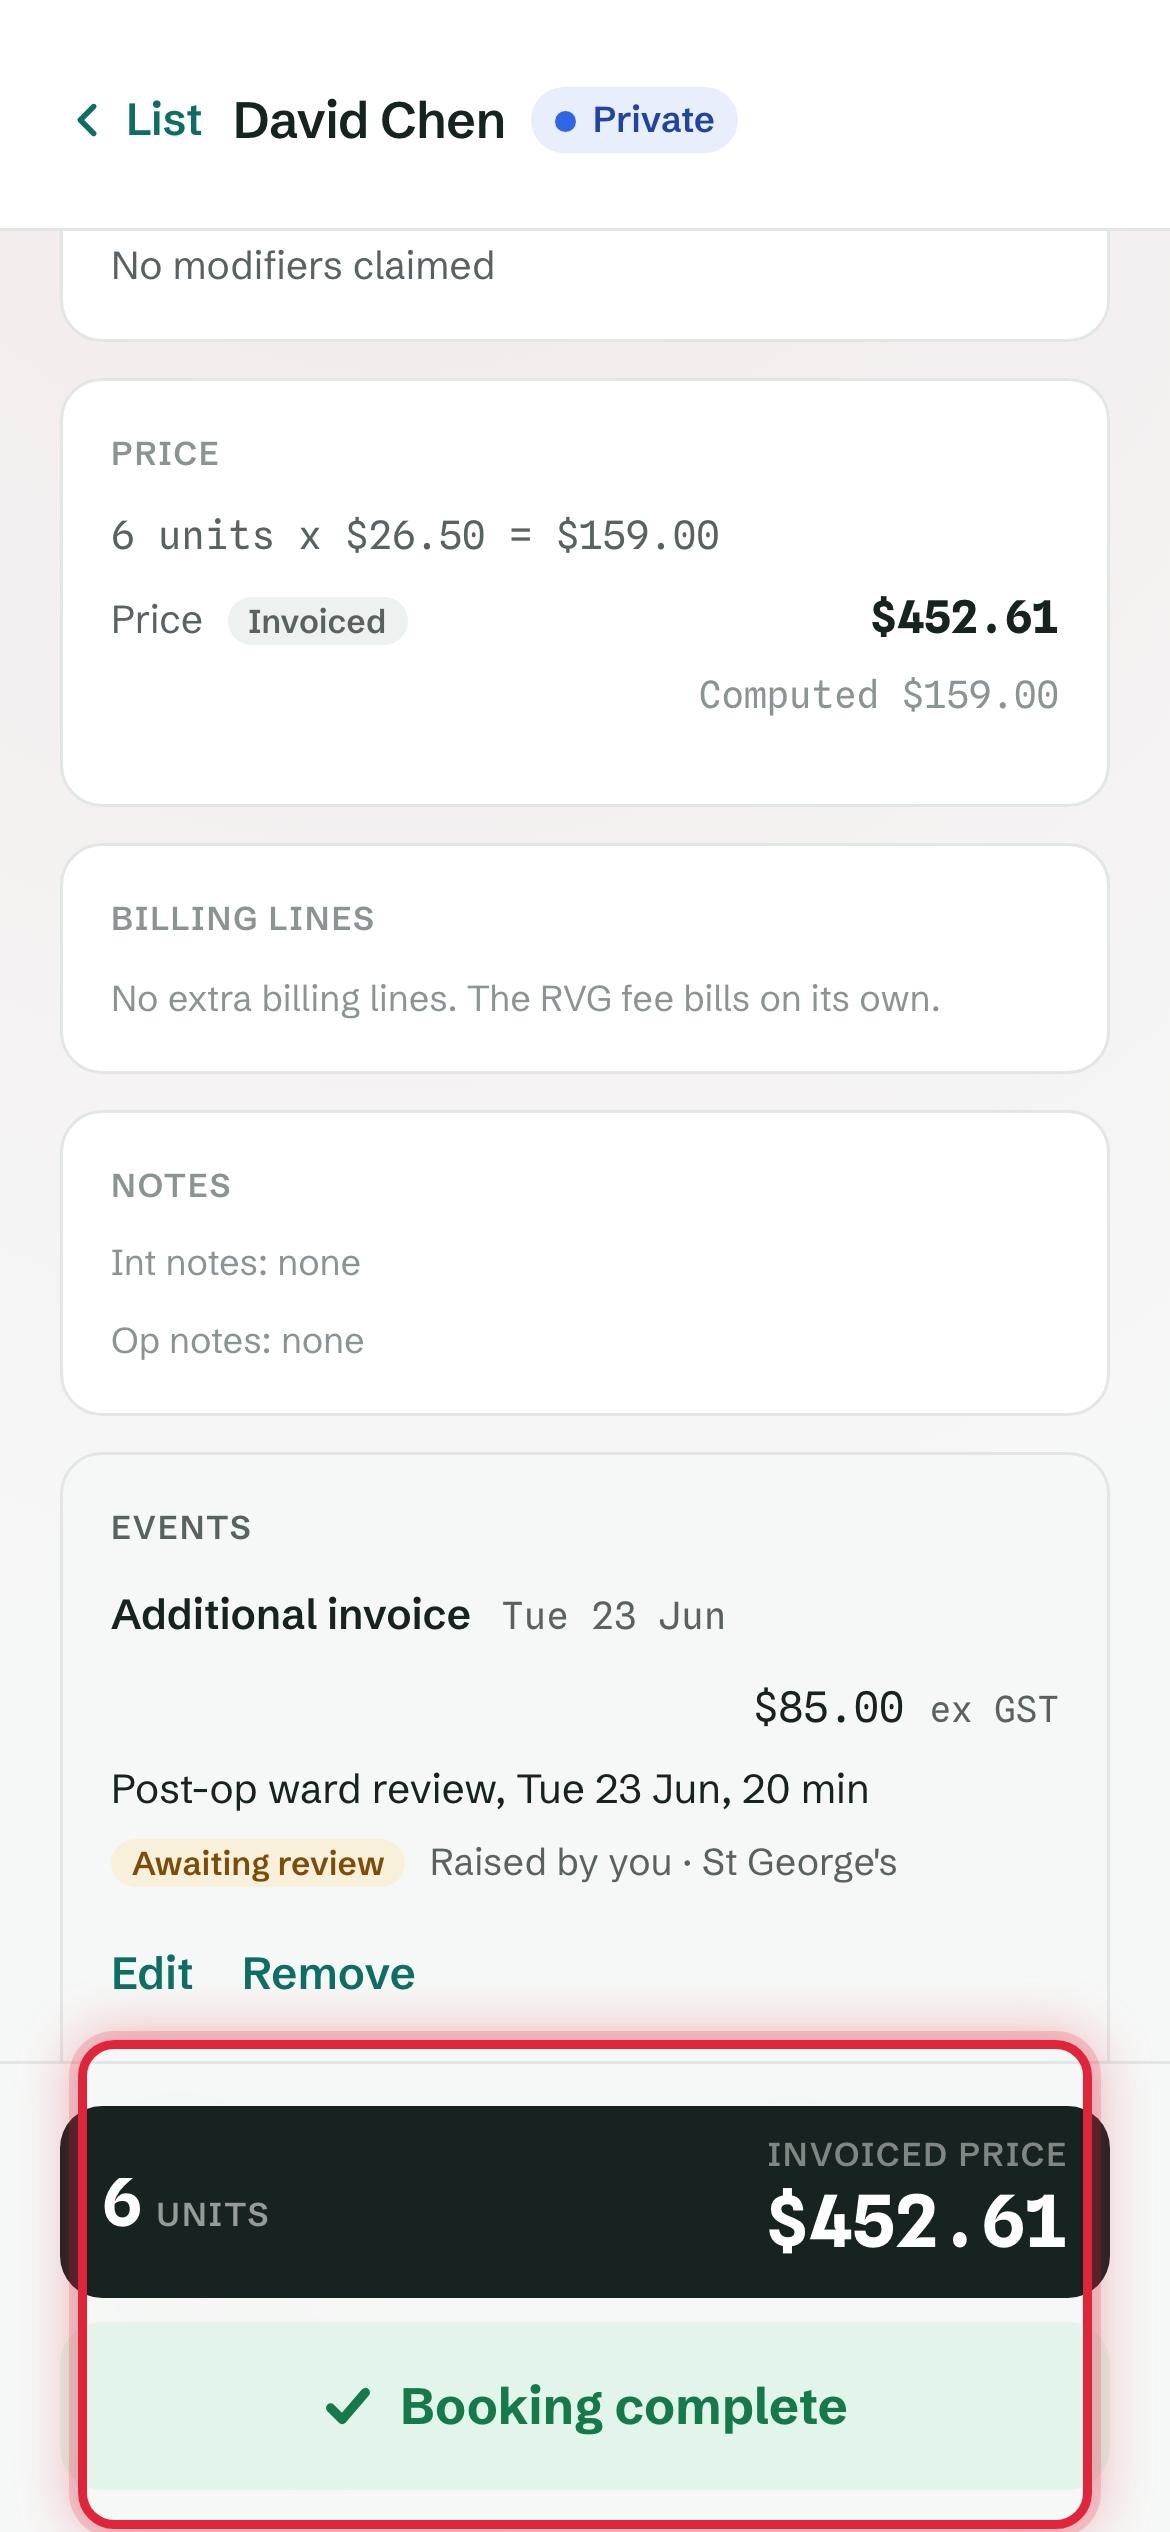 List David Chen Private
No modifiers claimed
PRICE
6 units x $26.50 = $159.00
Price Invoiced $452.61
Computed $159.00
BILLING LINES
No extra billing lines. The RVG fee bills on its own.
NOTES
Int notes: none
Op notes: none
EVENTS
Additional invoice Tue 23 Jun
$85.00 ex GST
Post-op ward review, Tue 23 Jun, 20 min
Awaiting review Raised by you · St George's
Edit Remove
INVOICED PRICE
6 UNITS $452.61
Booking complete